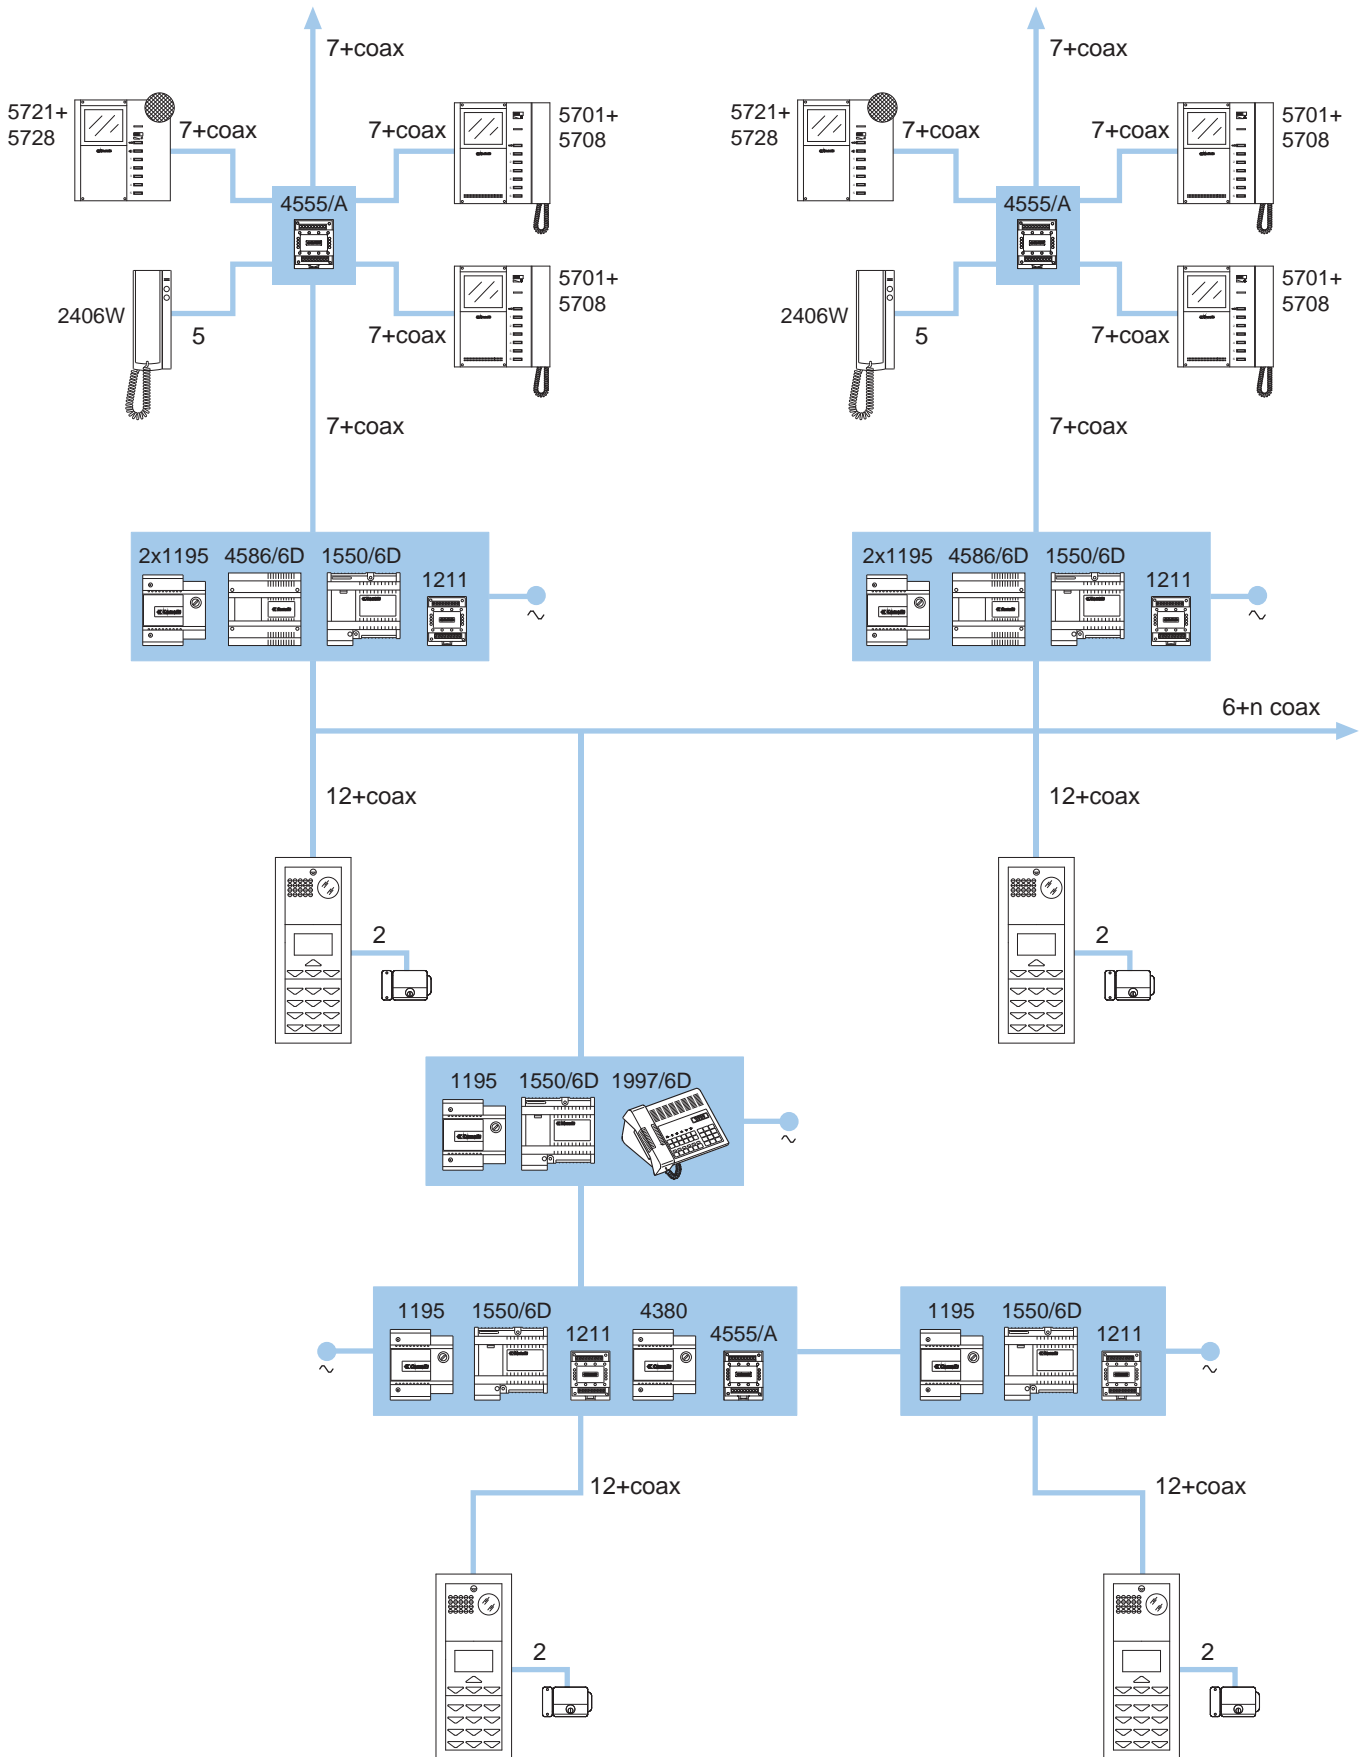 7+coax
7+coax
5721+
5728
7+coax
7+coax
5701+
5708
5721+
5728
7+coax
7+coax
5701+
5708
4555/A
4555/A
2406W
5
7+coax
5701+
5708
2406W
5
7+coax
5701+
5708
7+coax
7+coax
2x1195
4586/6D
1550/6D
1211
~
2x1195
4586/6D
1550/6D
1211
~
6+n coax
12+coax
12+coax
2
2
1195
1550/6D
1997/6D
~
1195
1550/6D
1211
4380
4555/A
~
1195
1550/6D
1211
~
12+coax
12+coax
2
2